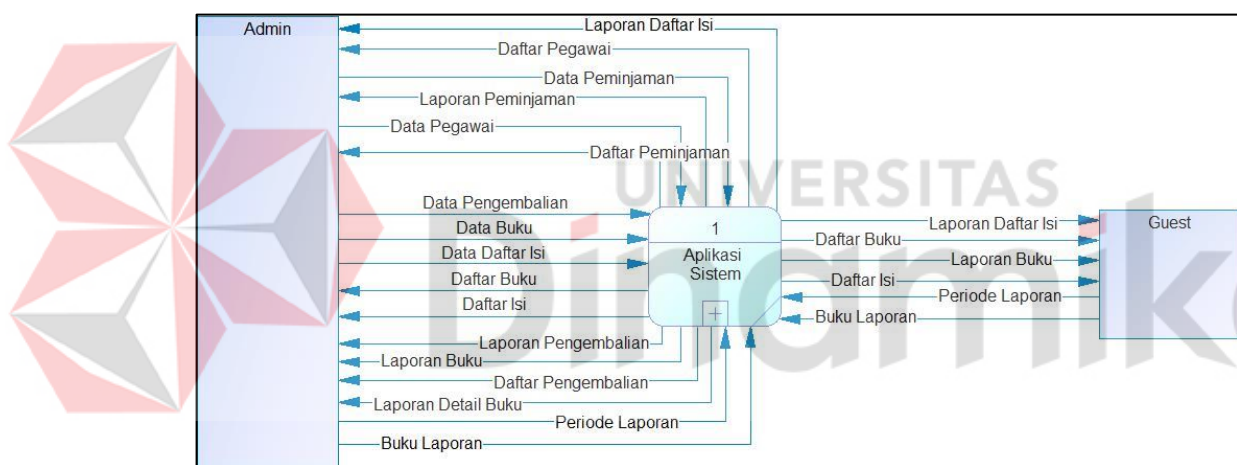 Admin
Laporan Daftar Isi
Daftar Pegawai
Data Peminjaman
Laporan Peminjaman
Data Pegawai
Daftar Peminjaman
UNIVERSITAS
Dinamika
Data Pengembalian
Data Buku
Data Daftar Isi
Daftar Buku
Daftar Isi
1
Aplikasi
Sistem
+
Laporan Daftar Isi
Daftar Buku
Laporan Buku
Daftar Isi
Periode Laporan
Buku Laporan
Guest
Laporan Pengembalian
Laporan Buku
Daftar Pengembalian
Laporan Detail Buku
Periode Laporan
Buku Laporan